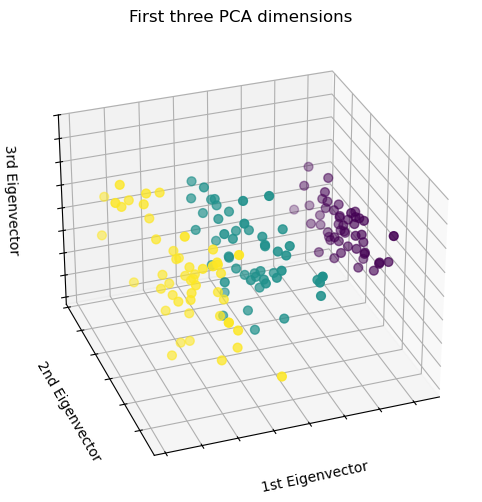 First three PCA dimensions
3rd Eigenvector
2nd Eigenvector
1st Eigenvector